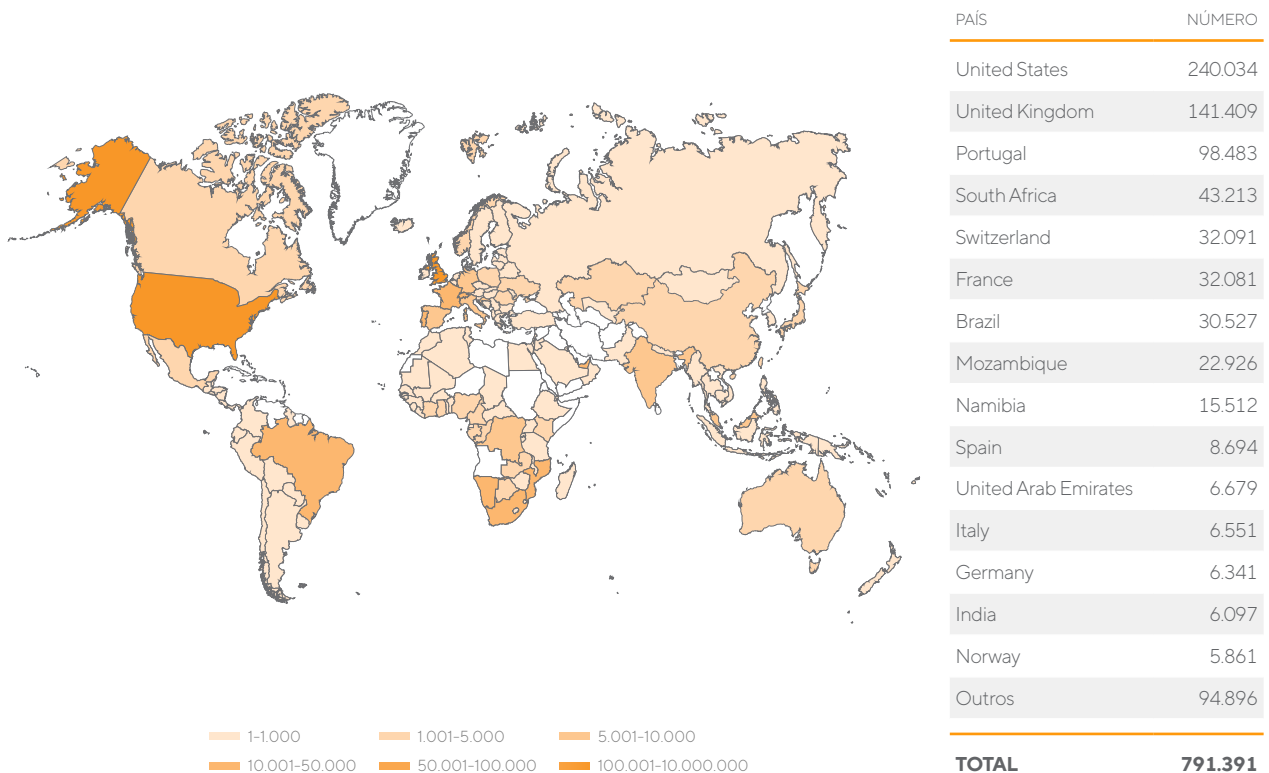 PAÍS NÚMERO
United States 240.034
United Kingdom 141.409
Portugal 98.483
South Africa 43.213
Switzerland 32.091
France 32.081
Brazil 30.527
Mozambique 22.926
Namibia 15.512
Spain 8.694
United Arab Emirates 6.679
Italy 6.551
Germany 6.341
India 6.097
Norway 5.861
Outros 94.896
TOTAL 791.391
1-1.000 1.001-5.000 5.001-10.000
10.001-50.000 50.001-100.000 100.001-10.000.000